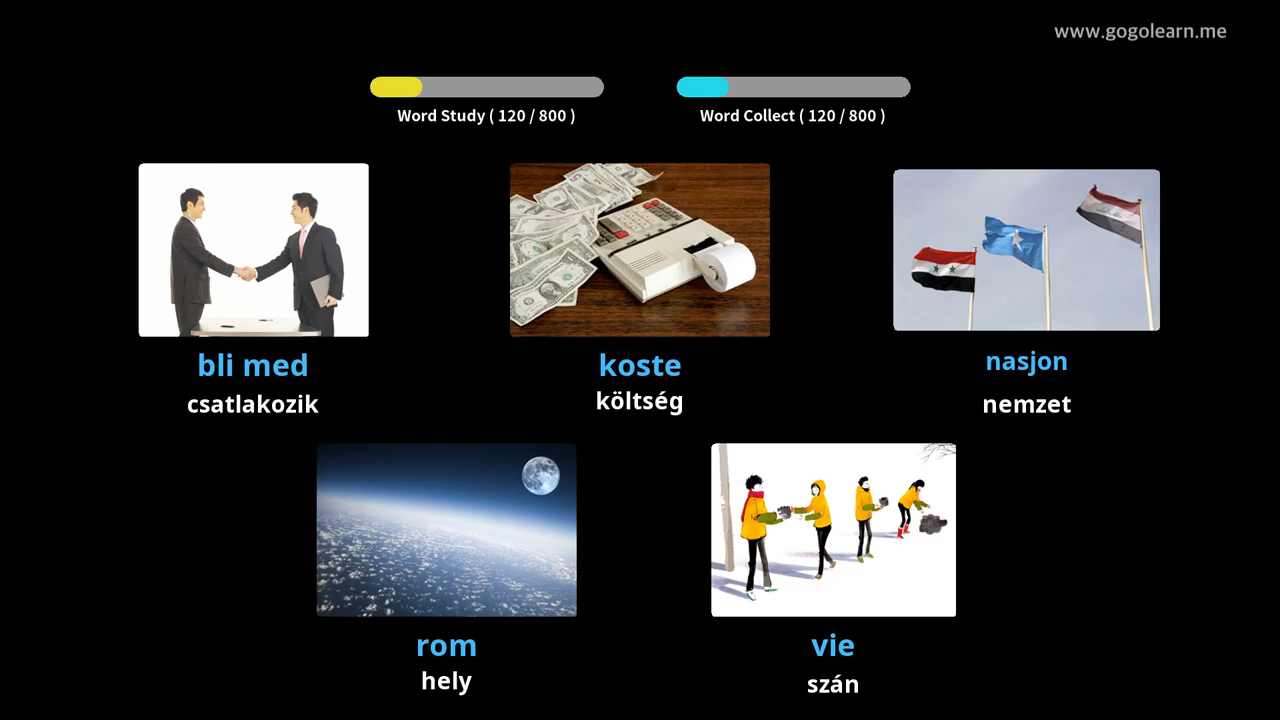 www.gogolearn.me
Word Study ( 120 / 800 )
Word Collect ( 120 / 800 )
bli med
csatlakozik
koste
költség
nasjon
nemzet
rom
hely
vie
szán